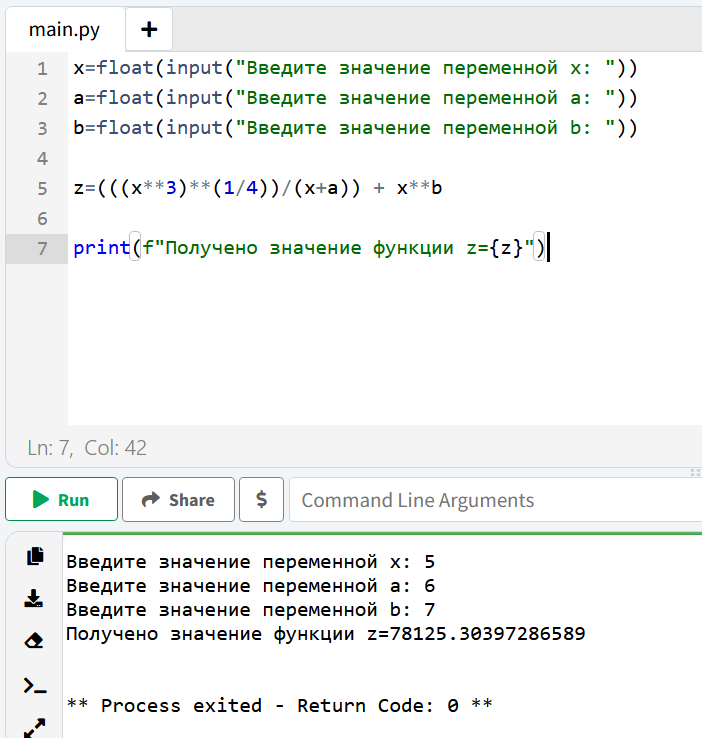 main.py +
1 x=float(input("Введите значение переменной x: "))
2 a=float(input("Введите значение переменной a: "))
3 b=float(input("Введите значение переменной b: "))
4
5 z=(((x**3)**(1/4))/(x+a)) + x**b
6
7 print(f"Получено значение функции z={z}")
Ln: 7, Col: 42
Run Share $ Command Line Arguments
Введите значение переменной x: 5
Введите значение переменной a: 6
Введите значение переменной b: 7
Получено значение функции z=78125.30397286589
** Process exited - Return Code: 0 **